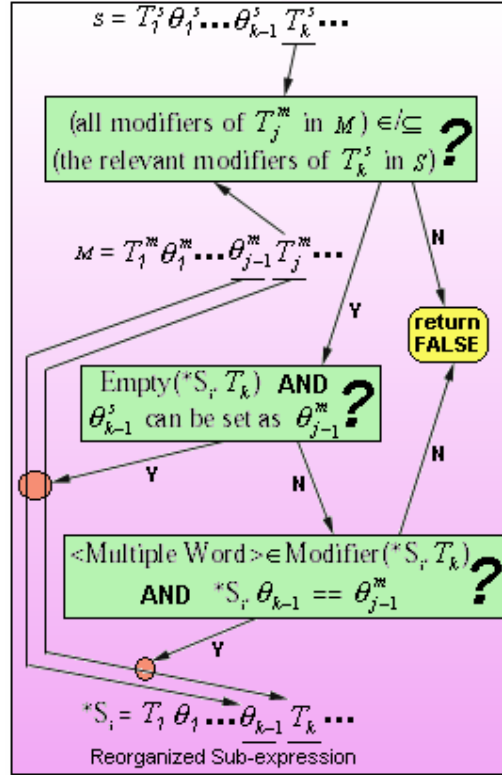 s = T₁ˢ θ₁ˢ ... θₖ₋₁ˢ Tₖˢ ...
(all modifiers of Tⱼᵐ in M) ∈/⊆
(the relevant modifiers of Tₖˢ in S)
?
M = T₁ᵐ θ₁ᵐ ... θⱼ₋₁ᵐ Tⱼᵐ ...
N
Y
return
FALSE
Empty(*Sᵢ. Tₖ) AND
θₖ₋₁ˢ can be set as θⱼ₋₁ᵐ
?
Y
N
N
<Multiple Word>∈Modifier(*Sᵢ. Tₖ)
AND *Sᵢ. θₖ₋₁ == θⱼ₋₁ᵐ
?
Y
*Sᵢ = T₁ θ₁ ... θₖ₋₁ Tₖ ...
Reorganized Sub-expression